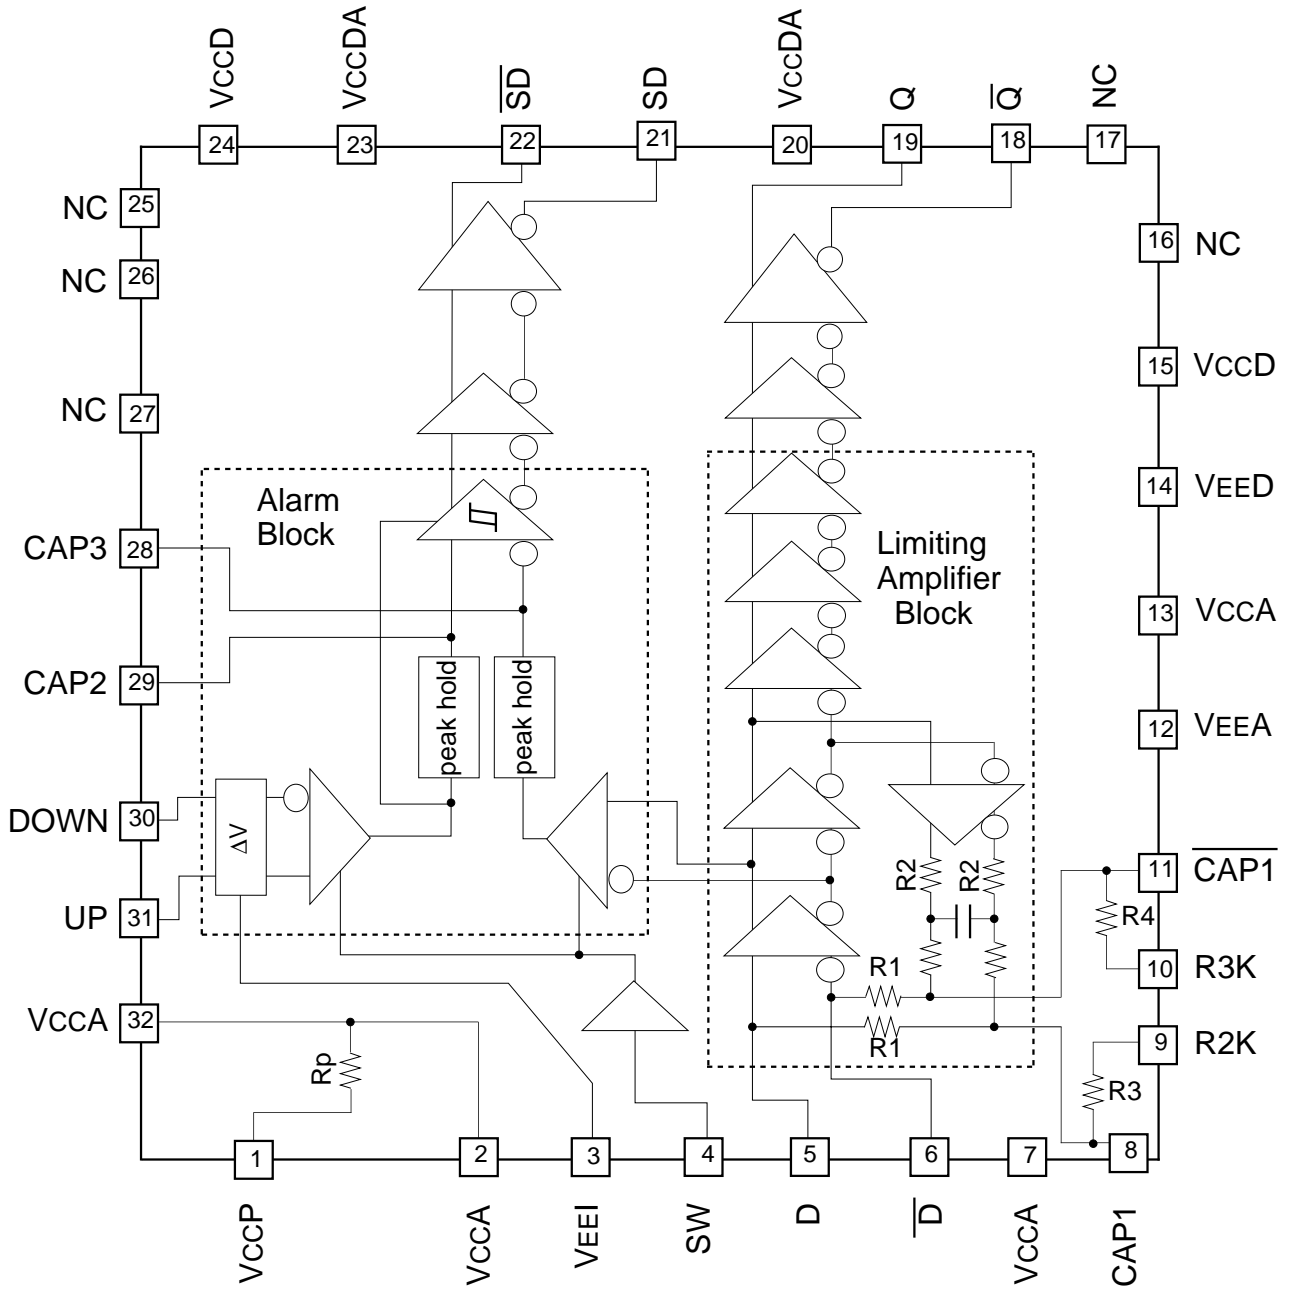 VCCD
VCCDA
SD
SD
VCCDA
Q
Q
NC
24
23
22
21
20
19
18
17
NC
25
NC
26
NC
27
CAP3
28
CAP2
29
DOWN
30
UP
31
VCCA
32
16
NC
15
VCCD
14
VEED
13
VCCA
12
VEEA
11
CAP1
10
R3K
9
R2K
Alarm
Block
Limiting
Amplifier
Block
peak hold
peak hold
ΔV
R2
R2
R1
R1
R4
R3
Rp
1
2
3
4
5
6
7
8
VCCP
VCCA
VEEI
SW
D
D
VCCA
CAP1